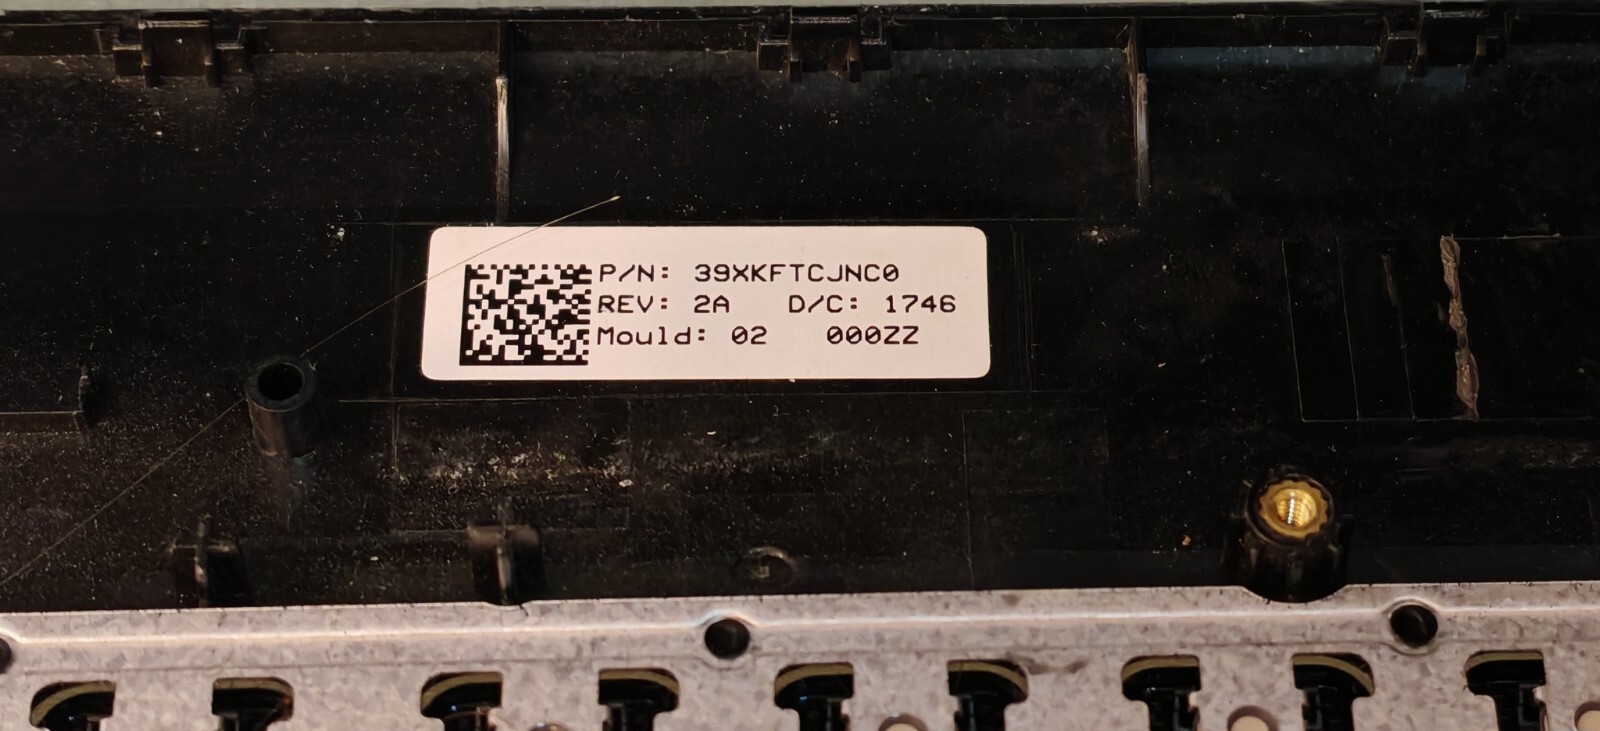 P/N: 39XKFTCJNC0
REV: 2A D/C: 1746
Mould: 02 000ZZ